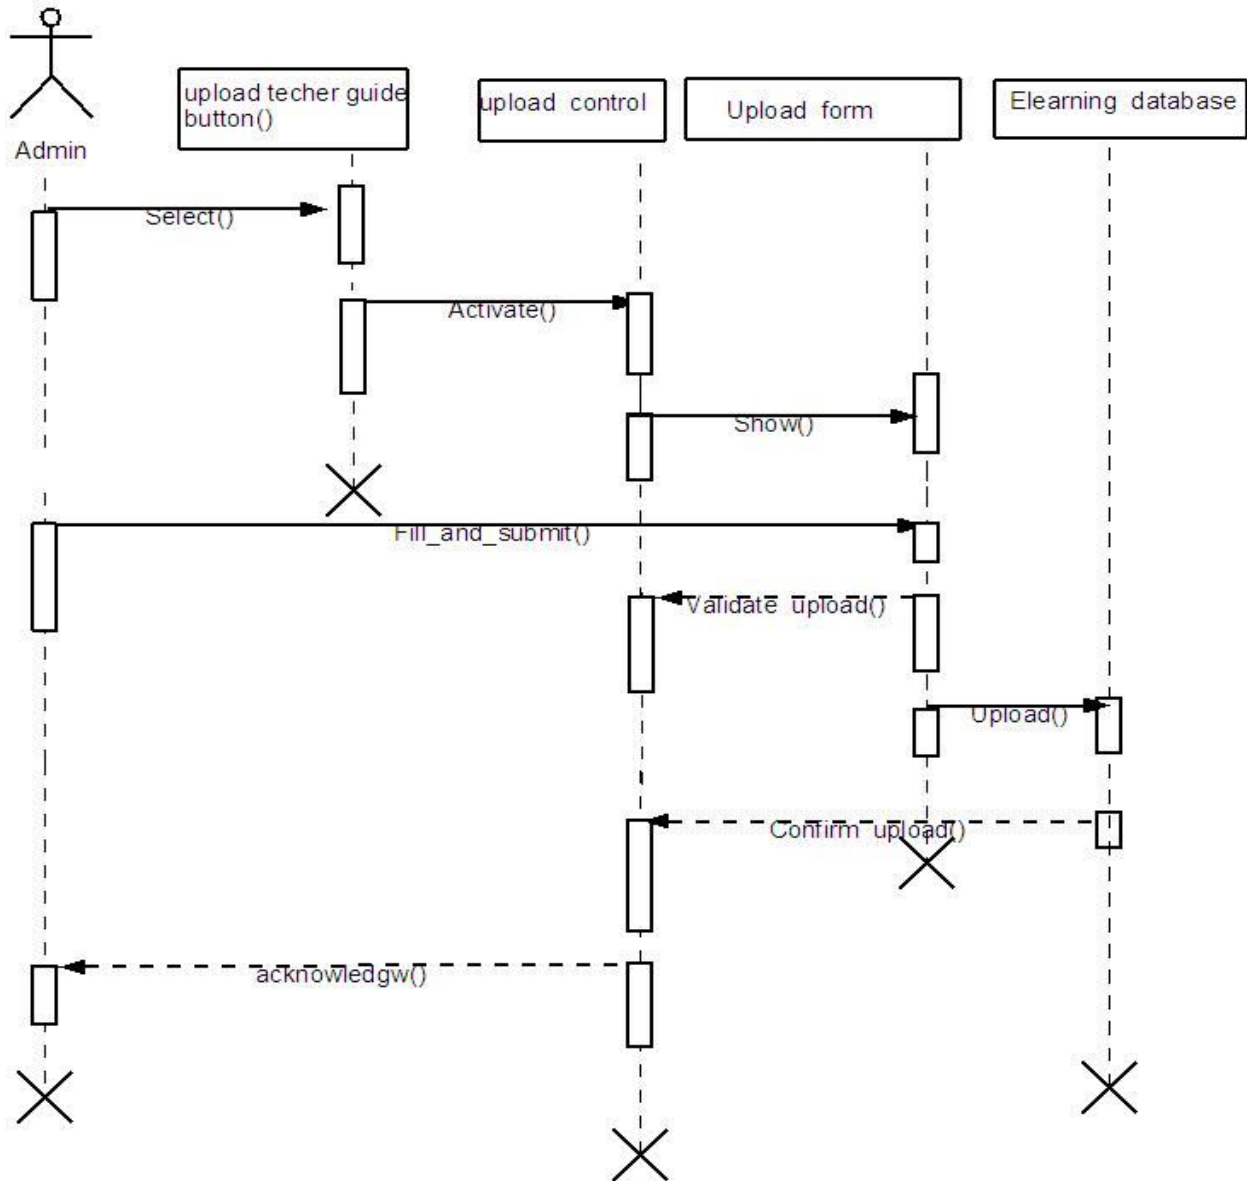 upload techer guide
button()
upload control
Upload form
Elearning database
Admin
Select()
Activate()
Show()
Fill_and_submit()
Validate upload()
Upload()
Confirm upload()
acknowledgw()